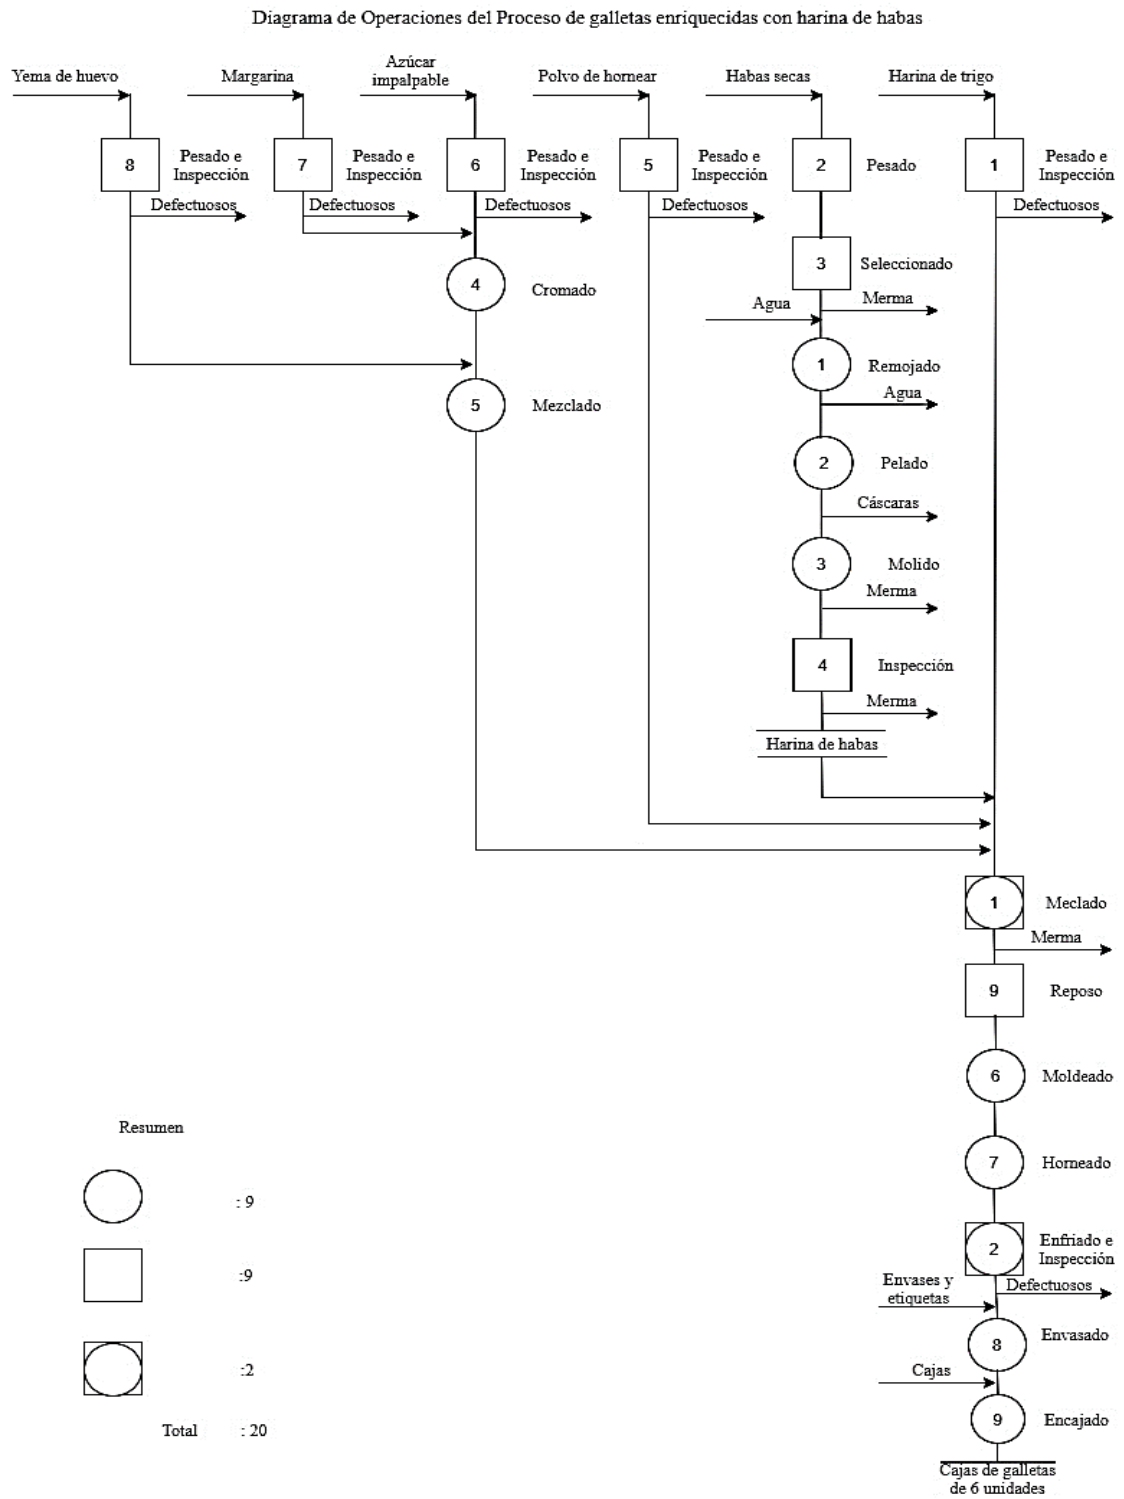 Diagrama de Operaciones del Proceso de galletas enriquecidas con harina de habas
Yema de huevo
Margarina
Azúcar
impalpable
Polvo de hornear
Habas secas
Harina de trigo
8
Pesado e
Inspección
7
Pesado e
Inspección
6
Pesado e
Inspección
5
Pesado e
Inspección
2
Pesado
1
Pesado e
Inspección
Defectuosos
Defectuosos
Defectuosos
Defectuosos
Defectuosos
3
Seleccionado
4
Cromado
Agua
Merma
1
Remojado
Agua
5
Mezclado
2
Pelado
Cáscaras
3
Molido
Merma
4
Inspección
Merma
Harina de habas
1
Meclado
Merma
9
Reposo
6
Moldeado
7
Horneado
2
Enfriado e
Inspección
Envases y
etiquetas
Defectuosos
8
Envasado
Cajas
9
Encajado
Cajas de galletas
de 6 unidades
Resumen
: 9
:9
:2
Total : 20